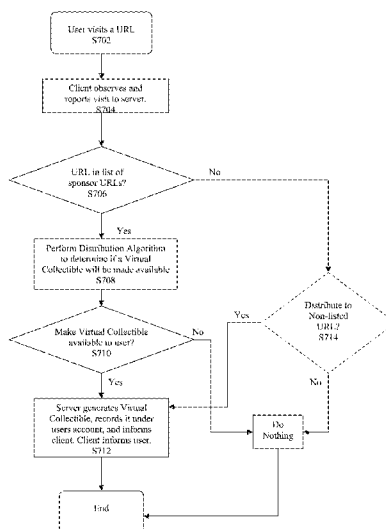 User visits a URL
S702
Client observes and
reports visit to server.
S704
URL in list of
sponsor URLs?
S706
No
Yes
Perform Distribution Algorithm
to determine if a Virtual
Collectible will be made available
S708
Distribute to
Non-listed
URL?
S714
Yes
Make Virtual Collectible
available to user?
S710
No
Yes
No
Server generates Virtual
Collectible, records it under
users account, and informs
client. Client informs user.
S712
Do
Nothing
End